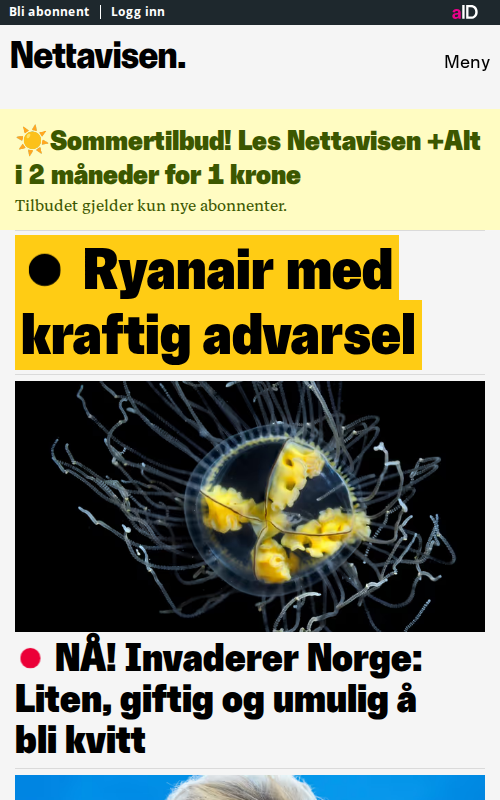 Bli abonnent | Logg inn
aID
Nettavisen.
Meny
☀️Sommertilbud! Les Nettavisen +Alt
i 2 måneder for 1 krone
Tilbudet gjelder kun nye abonnenter.
● Ryanair med
kraftig advarsel
NÅ! Invaderer Norge:
Liten, giftig og umulig å
bli kvitt